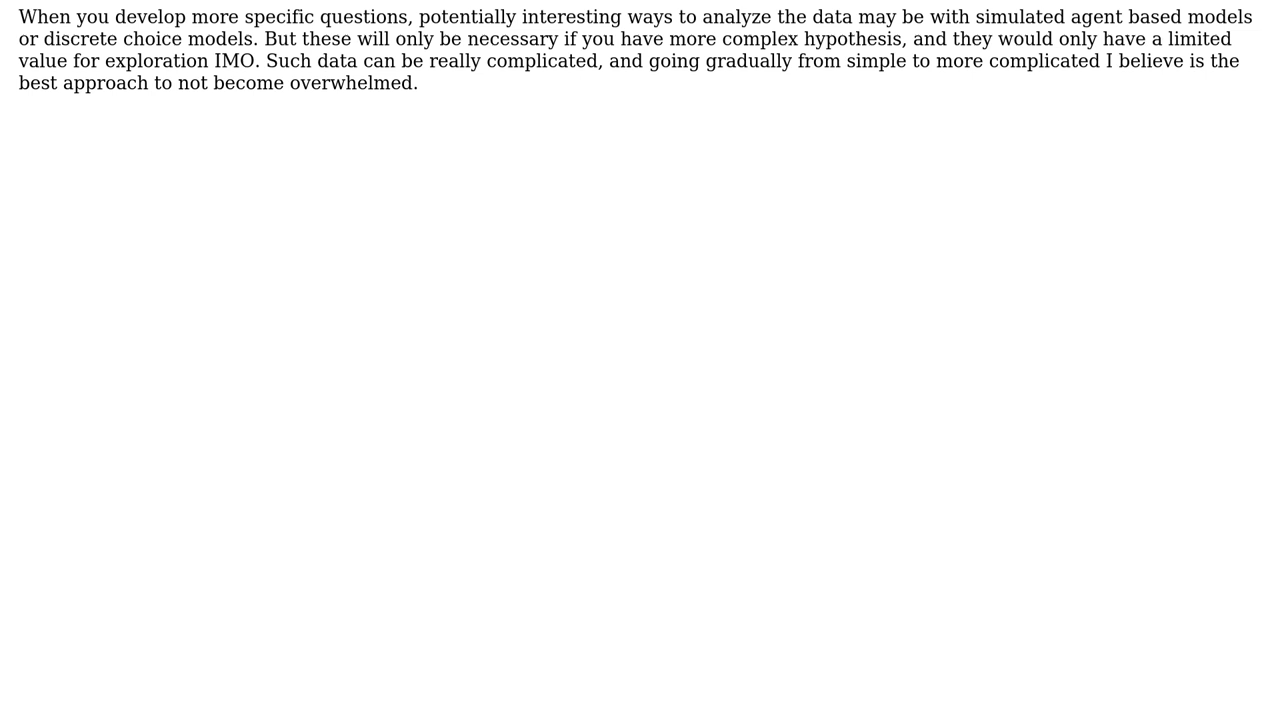 When you develop more specific questions, potentially interesting ways to analyze the data may be with simulated agent based models
or discrete choice models. But these will only be necessary if you have more complex hypothesis, and they would only have a limited
value for exploration IMO. Such data can be really complicated, and going gradually from simple to more complicated I believe is the
best approach to not become overwhelmed.